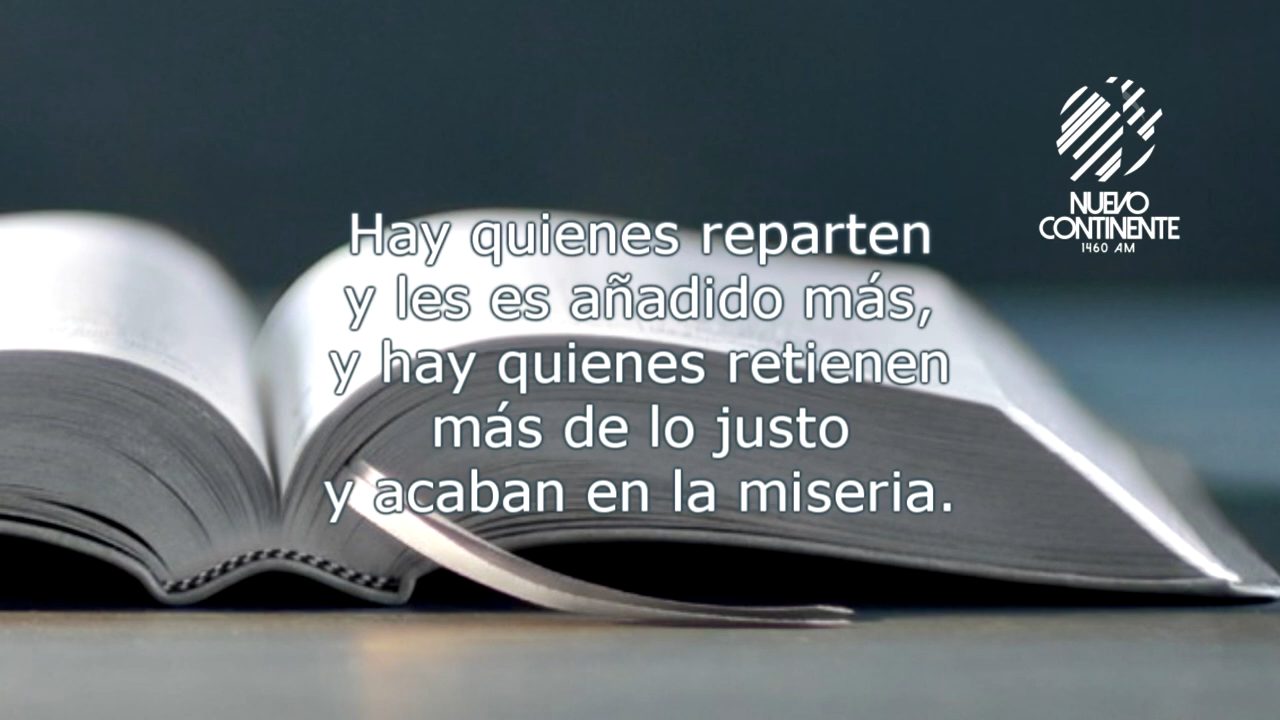 NUEVO
CONTINENTE
1460 AM
Hay quienes reparten
y les es añadido más,
y hay quienes retienen
más de lo justo
y acaban en la miseria.